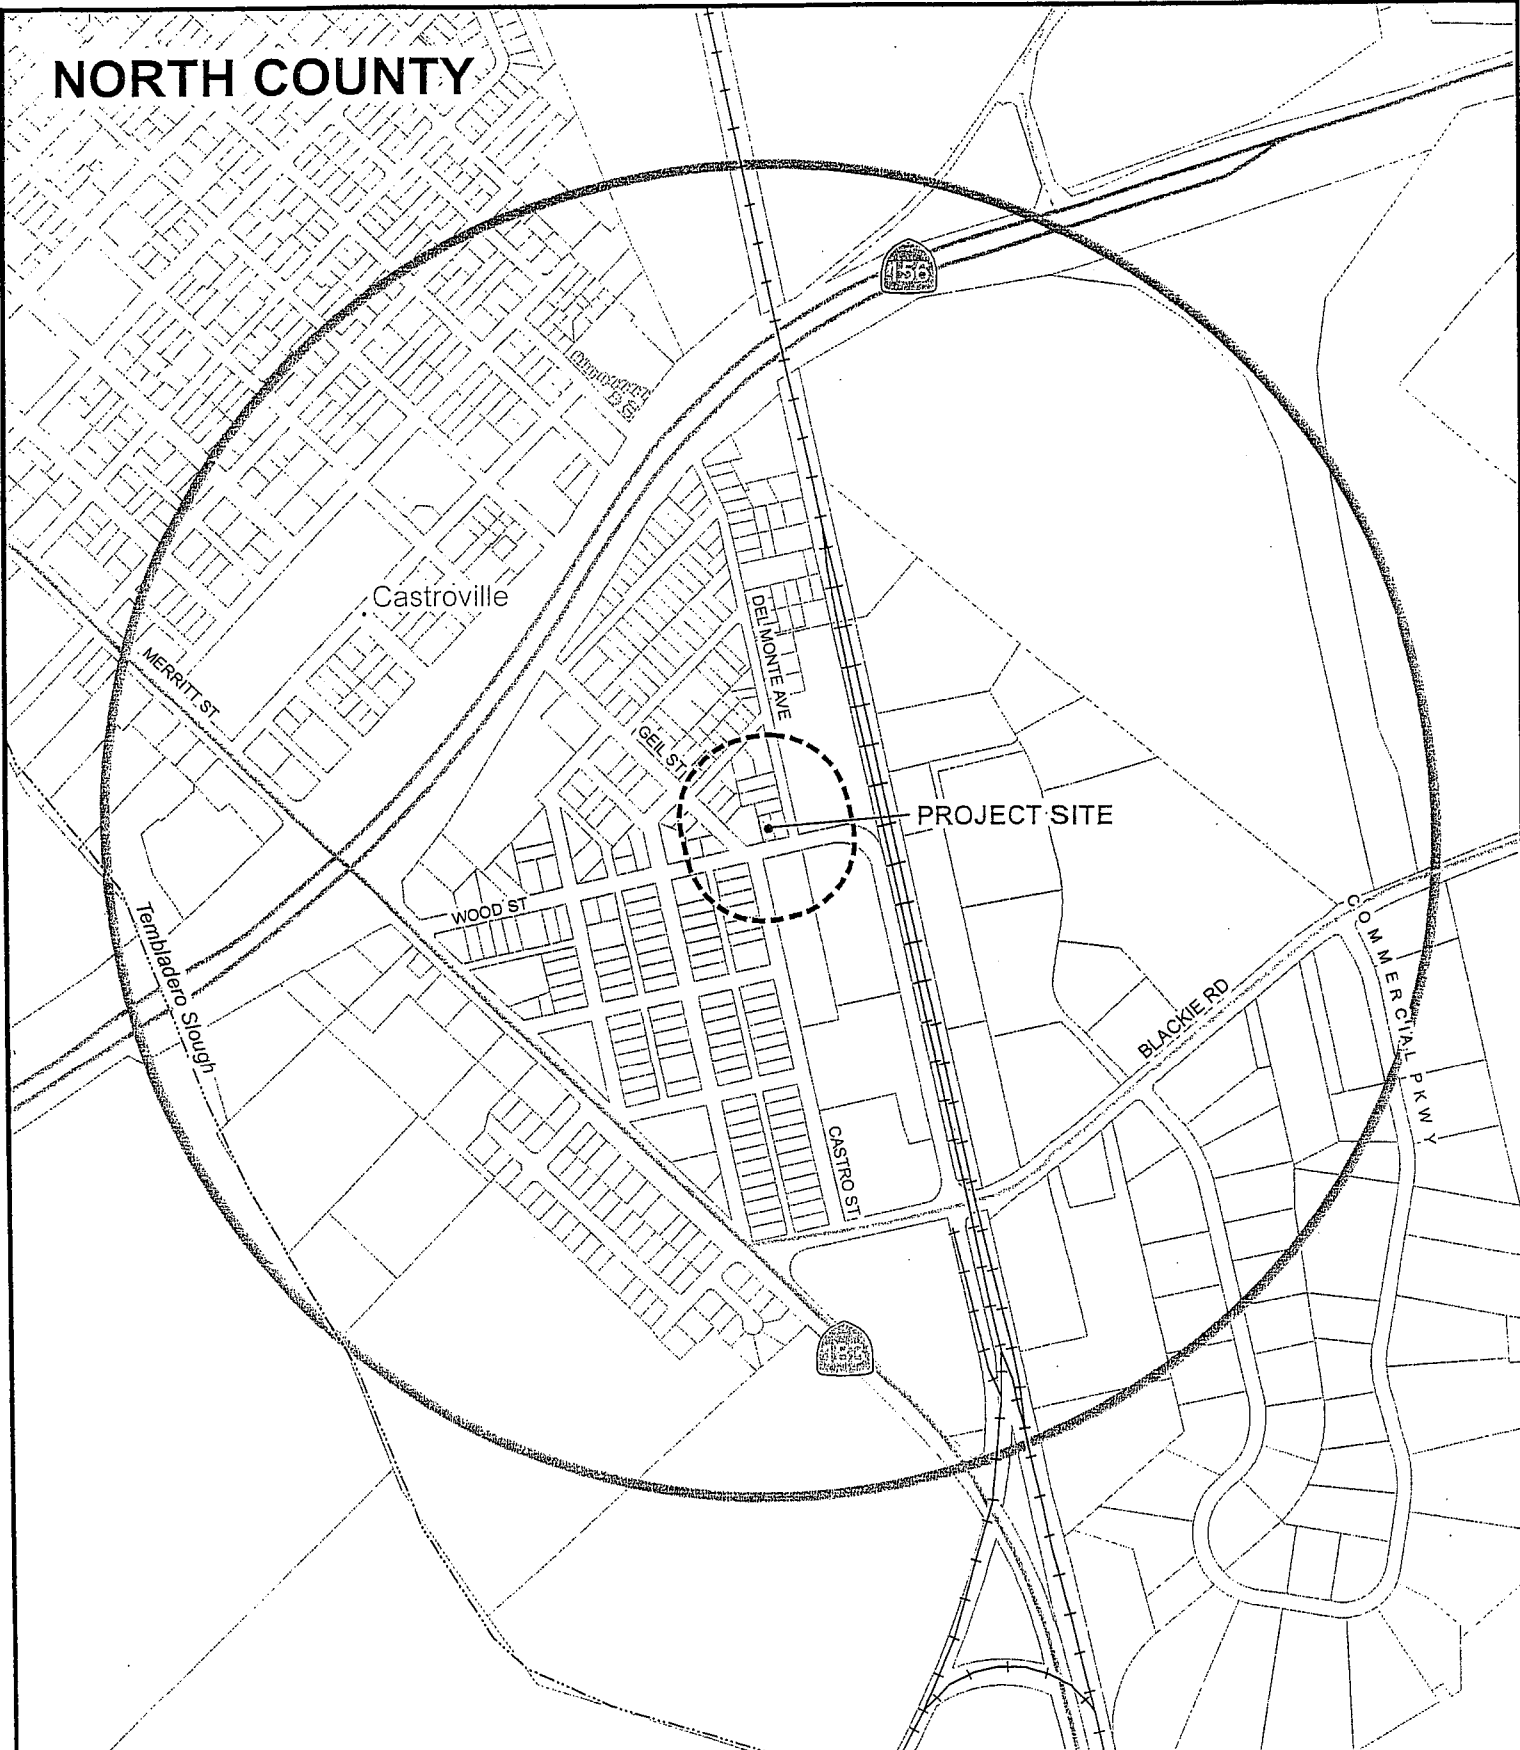 NORTH COUNTY
156
Castroville
DEL MONTE AVE
MERRITT ST
GEIL ST
PROJECT SITE
WOOD ST
COMMERCIAL PKWY
Tembladero Slough
BLACKIE RD
CASTRO ST